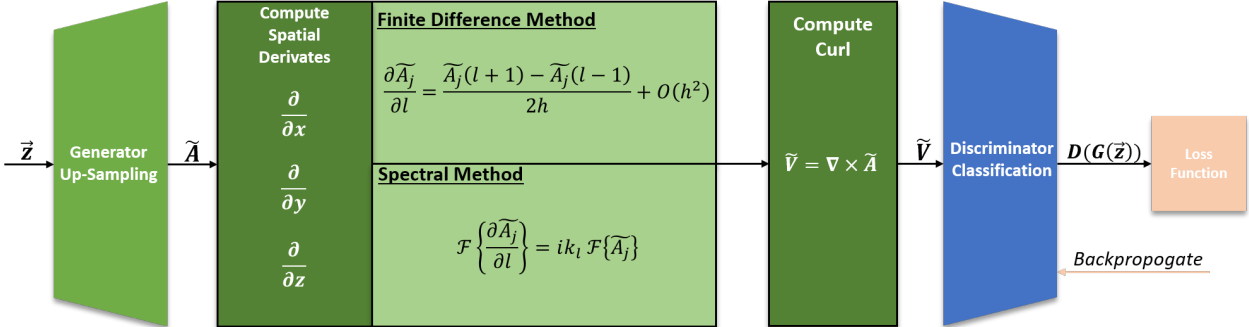 z⃗
Generator
Up-Sampling
Ã
Compute
Spatial
Derivates
∂/∂x
∂/∂y
∂/∂z
Finite Difference Method
∂Ã_j/∂l = (Ã_j(l + 1) − Ã_j(l − 1))/2h + O(h²)
Spectral Method
ℱ{∂Ã_j/∂l} = ik_l ℱ{Ã_j}
Compute
Curl
Ṽ = ∇ × Ã
Ṽ
Discriminator
Classification
D(G(z⃗))
Loss
Function
Backpropogate